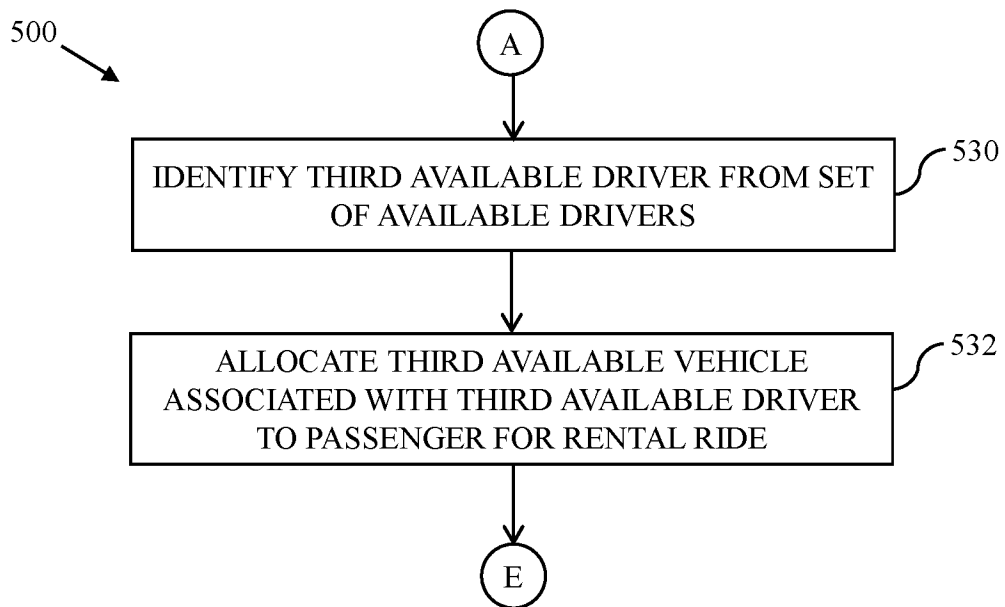 500
A
IDENTIFY THIRD AVAILABLE DRIVER FROM SET
OF AVAILABLE DRIVERS
530
ALLOCATE THIRD AVAILABLE VEHICLE
ASSOCIATED WITH THIRD AVAILABLE DRIVER
TO PASSENGER FOR RENTAL RIDE
532
E